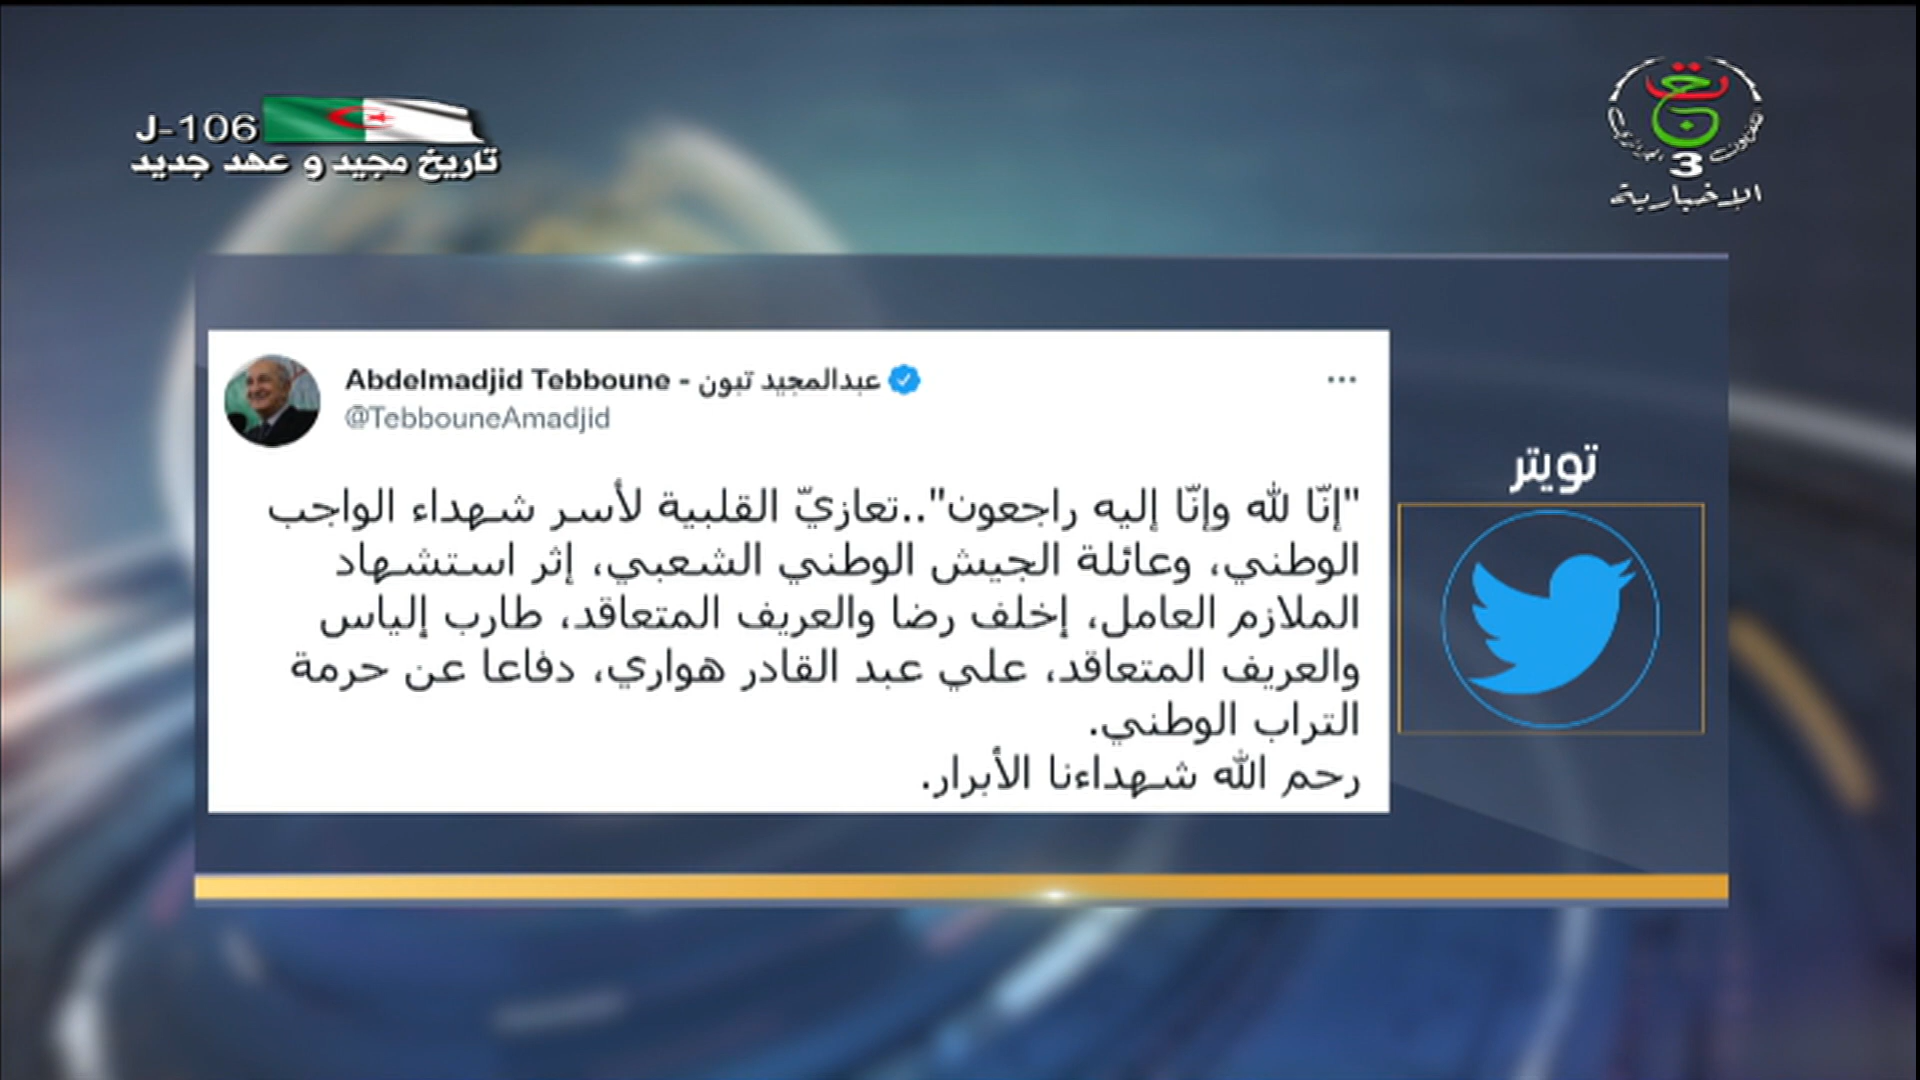 J-106
تاريخ مجيد و عهد جديد
3
الإخبارية
Abdelmadjid Tebboune - عبدالمجيد تبون
@TebbouneAmadjid
"إنّا لله وإنّا إليه راجعون"..تعازيّ القلبية لأسر شهداء الواجب
الوطني، وعائلة الجيش الوطني الشعبي، إثر استشهاد
الملازم العامل، إخلف رضا والعريف المتعاقد، طارب إلياس
والعريف المتعاقد، علي عبد القادر هواري، دفاعا عن حرمة
التراب الوطني.
رحم الله شهداءنا الأبرار.
تويتر